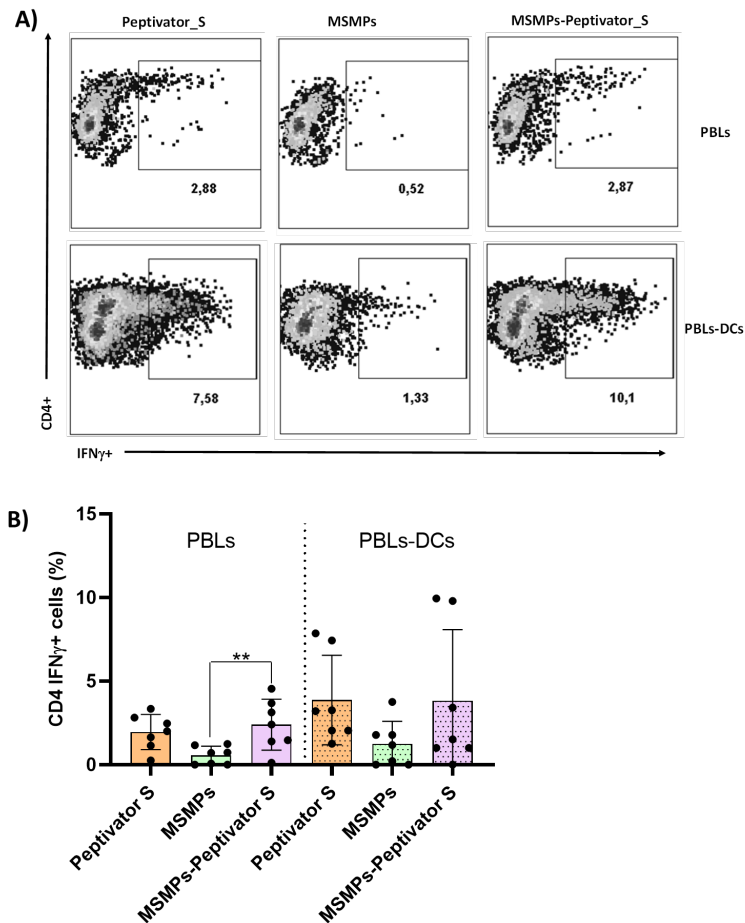 A)
Peptivator_S MSMPs MSMPs-Peptivator_S
2,88 0,52 2,87 PBLs
7,58 1,33 10,1 PBLs-DCs
CD4+
IFNγ+
B)
PBLs PBLs-DCs
CD4 IFNγ+ cells (%)
15
10
5
0
**
Peptivator S
MSMPs
MSMPs-Peptivator S
Peptivator S
MSMPs
MSMPs-Peptivator S